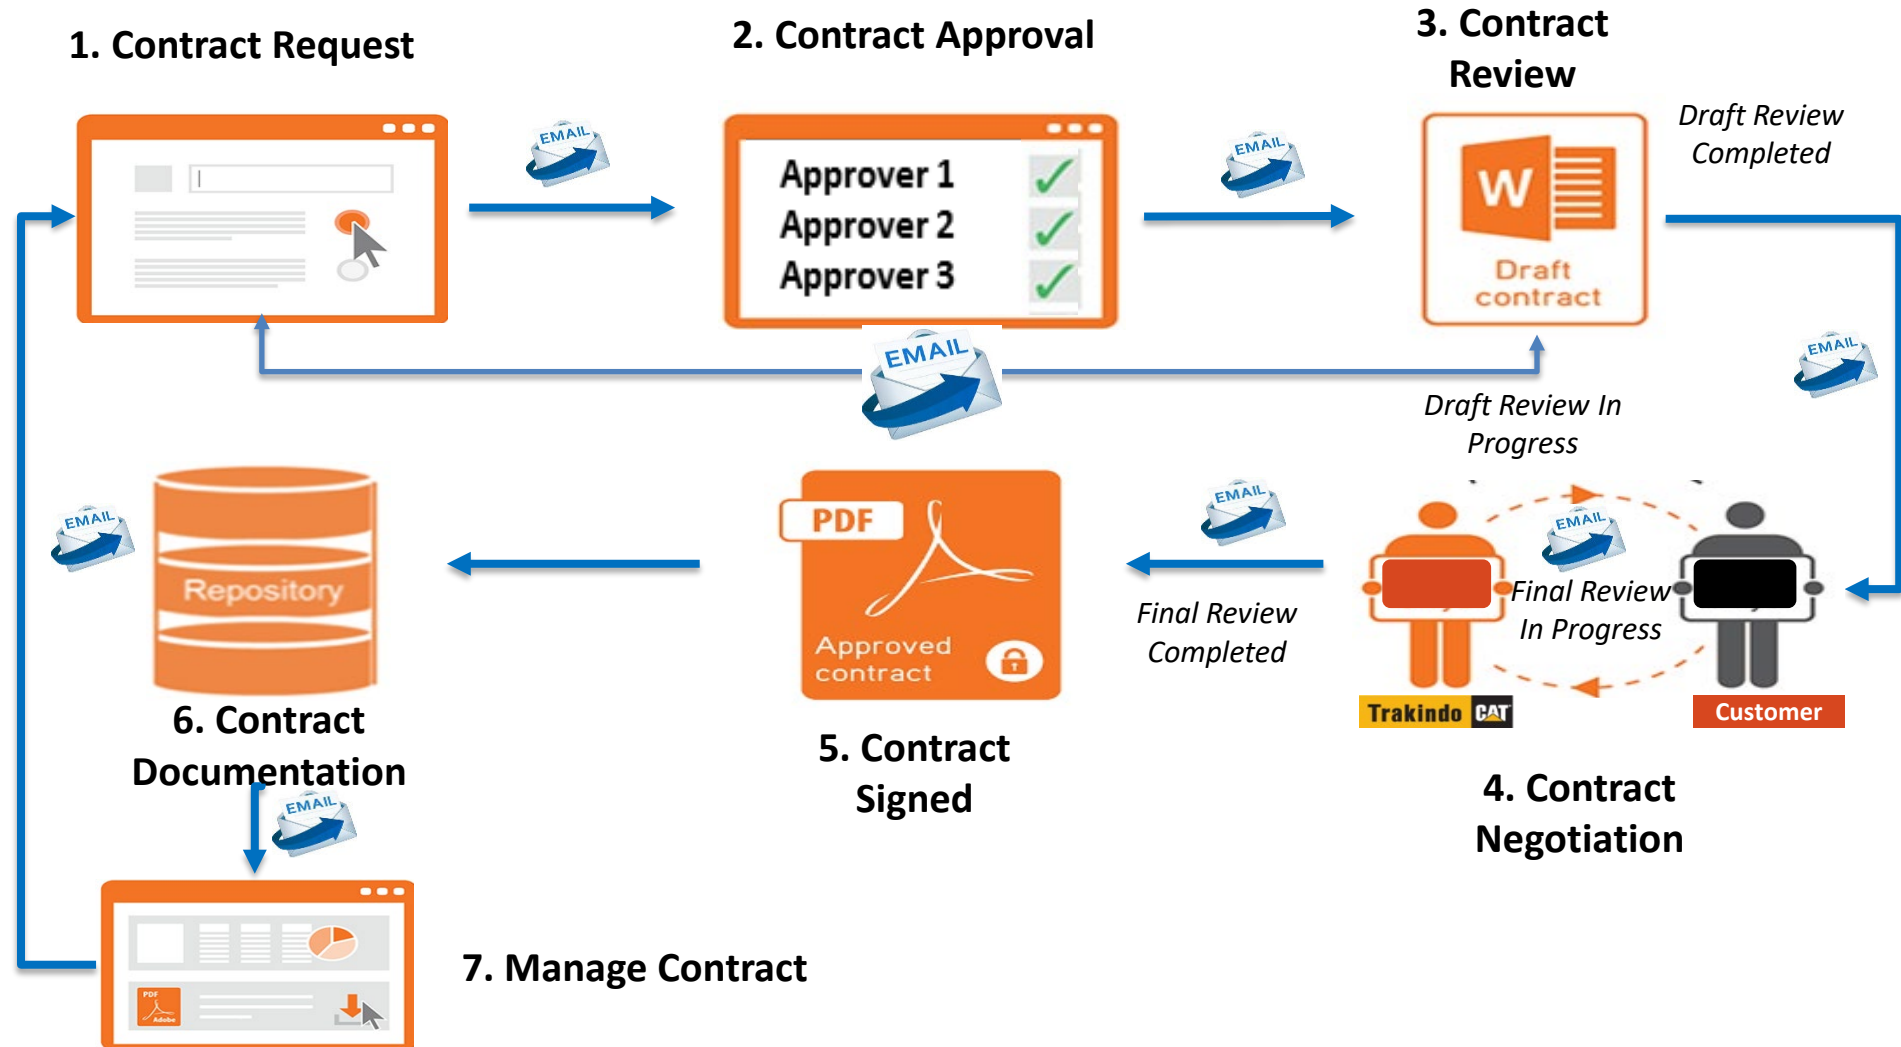 1. Contract Request
2. Contract Approval
3. Contract
Review
EMAIL
Approver 1
Approver 2
Approver 3
EMAIL
W
Draft
contract
Draft Review
Completed
EMAIL
EMAIL
Draft Review In
Progress
EMAIL
Repository
6. Contract
Documentation
PDF
Approved
contract
5. Contract
Signed
EMAIL
Final Review
Completed
EMAIL
Final Review
In Progress
Trakindo CAT
Customer
4. Contract
Negotiation
EMAIL
PDF
Adobe
7. Manage Contract